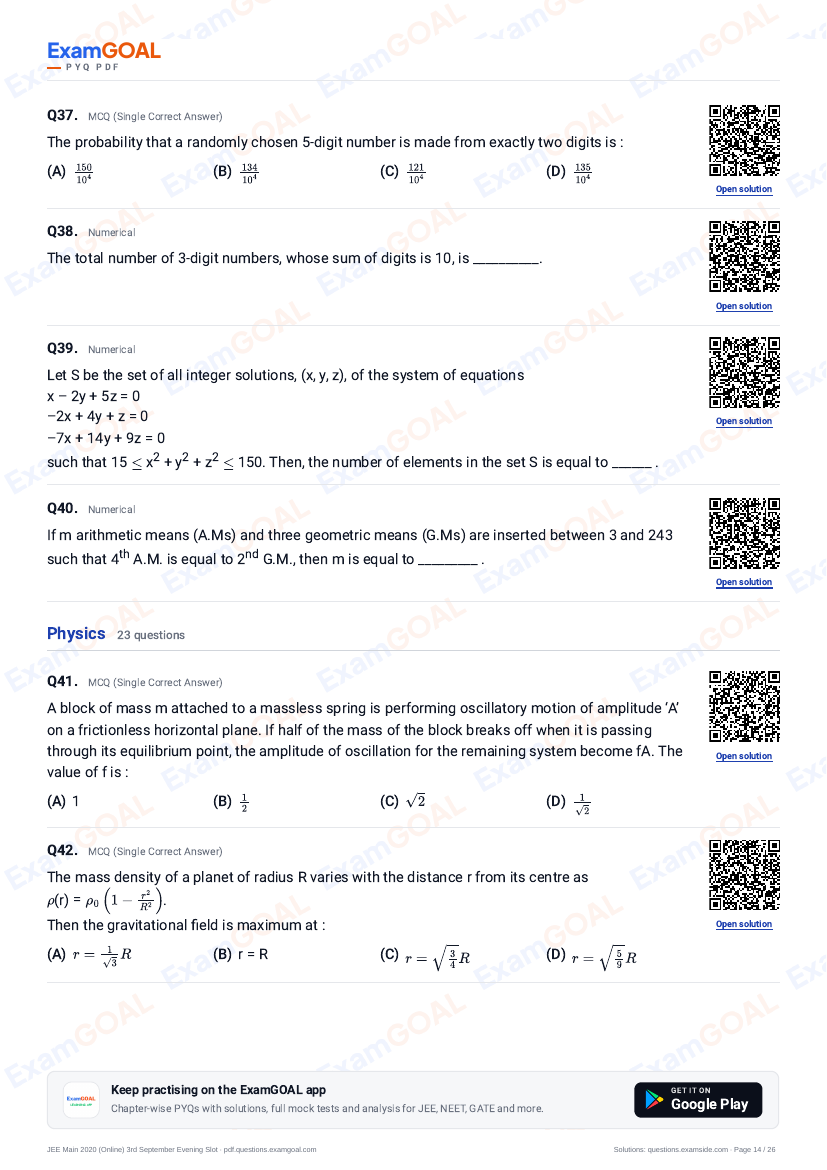 ExamGOAL
PYQ PDF
Q37. MCQ (Single Correct Answer)
The probability that a randomly chosen 5-digit number is made from exactly two digits is :
(A) 150/10^4 (B) 134/10^4 (C) 121/10^4 (D) 135/10^4
Open solution
Q38. Numerical
The total number of 3-digit numbers, whose sum of digits is 10, is __________.
Open solution
Q39. Numerical
Let S be the set of all integer solutions, (x, y, z), of the system of equations
x − 2y + 5z = 0
−2x + 4y + z = 0
−7x + 14y + 9z = 0
such that 15 ≤ x² + y² + z² ≤ 150. Then, the number of elements in the set S is equal to ______ .
Open solution
Q40. Numerical
If m arithmetic means (A.Ms) and three geometric means (G.Ms) are inserted between 3 and 243
such that 4th A.M. is equal to 2nd G.M., then m is equal to _________ .
Open solution
Physics 23 questions
Q41. MCQ (Single Correct Answer)
A block of mass m attached to a massless spring is performing oscillatory motion of amplitude ‘A’
on a frictionless horizontal plane. If half of the mass of the block breaks off when it is passing
through its equilibrium point, the amplitude of oscillation for the remaining system become fA. The
value of f is :
(A) 1 (B) 1/2 (C) √2 (D) 1/√2
Open solution
Q42. MCQ (Single Correct Answer)
The mass density of a planet of radius R varies with the distance r from its centre as
ρ(r) = ρ₀ (1 − r²/R²).
Then the gravitational field is maximum at :
(A) r = 1/√3 R (B) r = R (C) r = √(3/4) R (D) r = √(5/9) R
Open solution
ExamGOAL
Keep practising on the ExamGOAL app
Chapter-wise PYQs with solutions, full mock tests and analysis for JEE, NEET, GATE and more.
GET IT ON
Google Play
JEE Main 2020 (Online) 3rd September Evening Slot · pdf.questions.examgoal.com
Solutions: questions.examside.com · Page 14 / 26